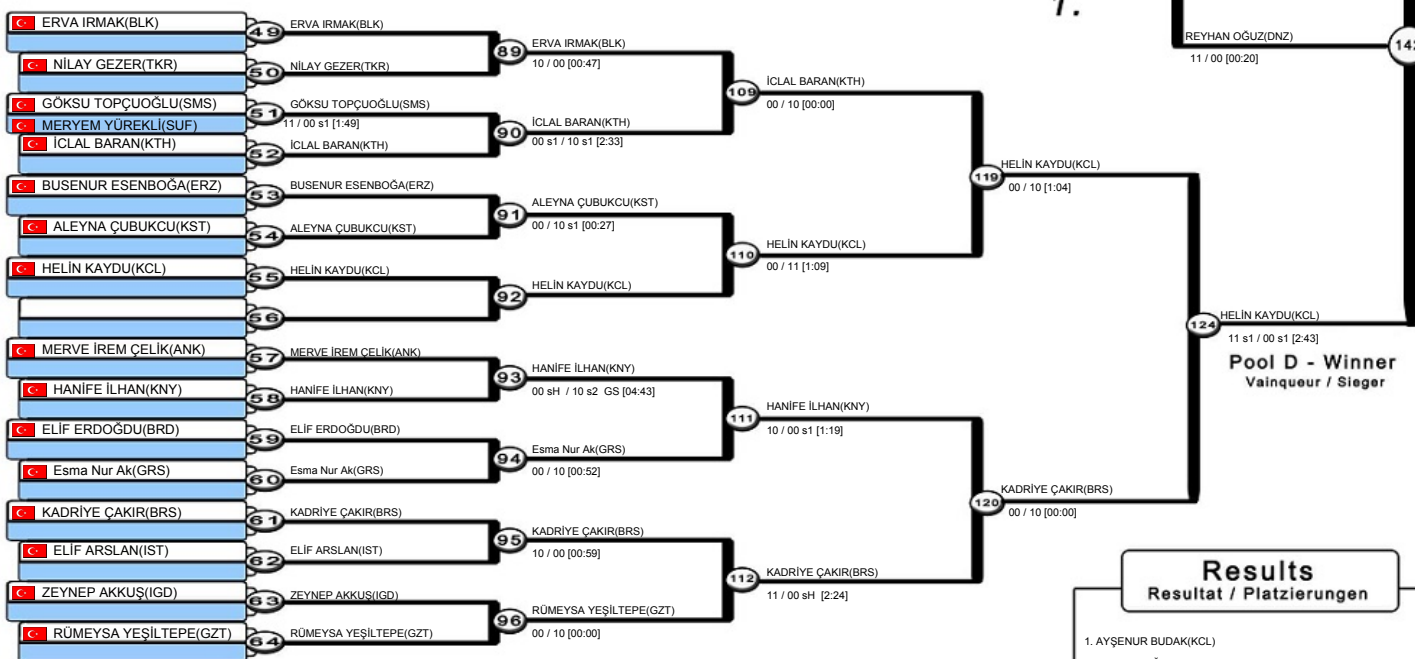 1.
REYHAN OĞUZ(DNZ)
11 / 00 [00:20]
142
ERVA IRMAK(BLK)
NİLAY GEZER(TKR)
GÖKSU TOPÇUOĞLU(SMS)
MERYEM YÜREKLİ(SUF)
İCLAL BARAN(KTH)
BUSENUR ESENBOĞA(ERZ)
ALEYNA ÇUBUKCU(KST)
HELİN KAYDU(KCL)
MERVE İREM ÇELİK(ANK)
HANİFE İLHAN(KNY)
ELİF ERDOĞDU(BRD)
Esma Nur Ak(GRS)
KADRİYE ÇAKIR(BRS)
ELİF ARSLAN(IST)
ZEYNEP AKKUŞ(IGD)
RÜMEYSA YEŞİLTEPE(GZT)
49
ERVA IRMAK(BLK)
50
NİLAY GEZER(TKR)
51
GÖKSU TOPÇUOĞLU(SMS)
11 / 00 s1 [1:49]
52
İCLAL BARAN(KTH)
53
BUSENUR ESENBOĞA(ERZ)
54
ALEYNA ÇUBUKCU(KST)
55
HELİN KAYDU(KCL)
56
57
MERVE İREM ÇELİK(ANK)
58
HANİFE İLHAN(KNY)
59
ELİF ERDOĞDU(BRD)
60
Esma Nur Ak(GRS)
61
KADRİYE ÇAKIR(BRS)
62
ELİF ARSLAN(IST)
63
ZEYNEP AKKUŞ(IGD)
64
RÜMEYSA YEŞİLTEPE(GZT)
89
ERVA IRMAK(BLK)
10 / 00 [00:47]
90
İCLAL BARAN(KTH)
00 s1 / 10 s1 [2:33]
91
ALEYNA ÇUBUKCU(KST)
00 / 10 s1 [00:27]
92
HELİN KAYDU(KCL)
93
HANİFE İLHAN(KNY)
00 sH / 10 s2 GS [04:43]
94
Esma Nur Ak(GRS)
00 / 10 [00:52]
95
KADRİYE ÇAKIR(BRS)
10 / 00 [00:59]
96
RÜMEYSA YEŞİLTEPE(GZT)
00 / 10 [00:00]
109
İCLAL BARAN(KTH)
00 / 10 [00:00]
110
HELİN KAYDU(KCL)
00 / 11 [1:09]
111
HANİFE İLHAN(KNY)
10 / 00 s1 [1:19]
112
KADRİYE ÇAKIR(BRS)
11 / 00 sH [2:24]
119
HELİN KAYDU(KCL)
00 / 10 [1:04]
120
KADRİYE ÇAKIR(BRS)
00 / 10 [00:00]
124
HELİN KAYDU(KCL)
11 s1 / 00 s1 [2:43]
Pool D - Winner
Vainqueur / Sieger
Results
Resultat / Platzierungen
1. AYŞENUR BUDAK(KCL)